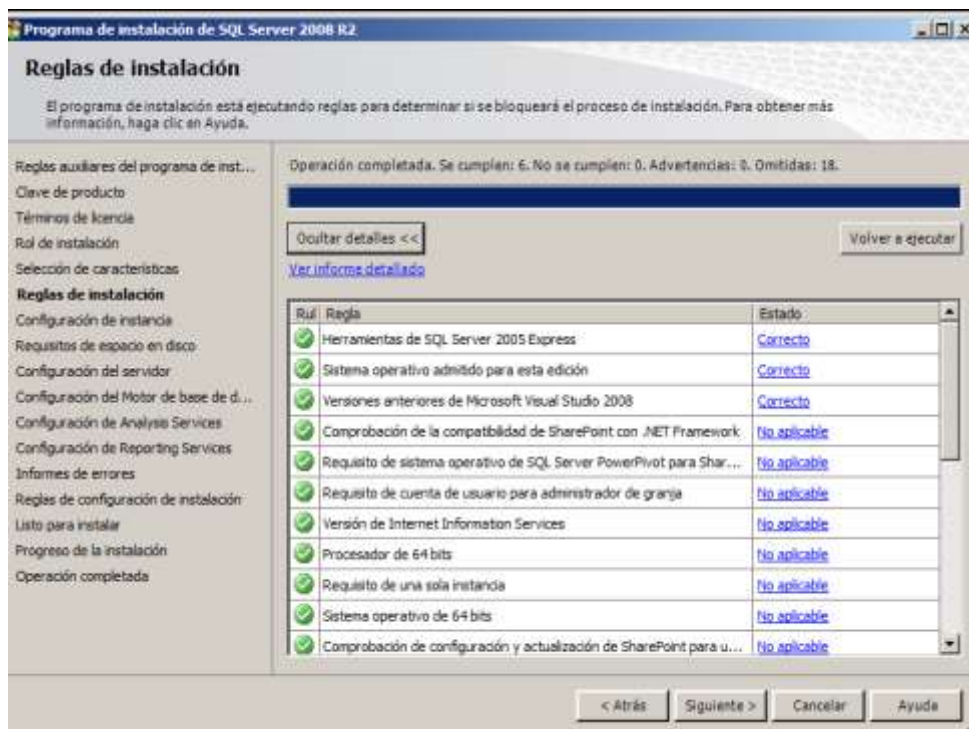 Programa de instalación de SQL Server 2008 R2
Reglas de instalación
El programa de instalación está ejecutando reglas para determinar si se bloqueará el proceso de instalación. Para obtener más
información, haga clic en Ayuda.
Reglas auxiliares del programa de inst...
Clave de producto
Términos de licencia
Rol de instalación
Selección de características
Reglas de instalación
Configuración de instancia
Requisitos de espacio en disco
Configuración del servidor
Configuración del Motor de base de d...
Configuración de Analysis Services
Configuración de Reporting Services
Informes de errores
Reglas de configuración de instalación
Listo para instalar
Progreso de la instalación
Operación completada
Operación completada. Se cumplen: 6. No se cumplen: 0. Advertencias: 0. Omitidas: 18.
Ocultar detalles <<
Volver a ejecutar
Ver informe detallado
Rul Regla Estado
Herramientas de SQL Server 2005 Express Correcto
Sistema operativo admitido para esta edición Correcto
Versiones anteriores de Microsoft Visual Studio 2008 Correcto
Comprobación de la compatibilidad de SharePoint con .NET Framework No aplicable
Requisito de sistema operativo de SQL Server PowerPivot para Shar... No aplicable
Requisito de cuenta de usuario para administrador de granja No aplicable
Versión de Internet Information Services No aplicable
Procesador de 64 bits No aplicable
Requisito de una sola instancia No aplicable
Sistema operativo de 64 bits No aplicable
Comprobación de configuración y actualización de SharePoint para u... No aplicable
< Atrás
Siguiente >
Cancelar
Ayuda